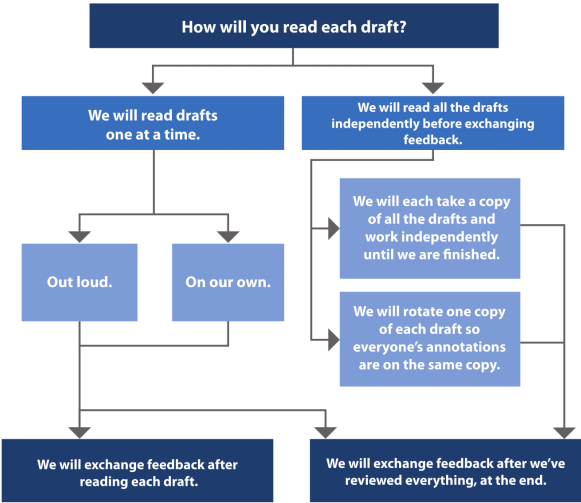 How will you read each draft?
We will read drafts
one at a time.
We will read all the drafts
independently before exchanging
feedback.
Out loud.
On our own.
We will each take a copy
of all the drafts and
work independently
until we are finished.
We will rotate one copy
of each draft so
everyone’s annotations
are on the same copy.
We will exchange feedback after
reading each draft.
We will exchange feedback after we’ve
reviewed everything, at the end.